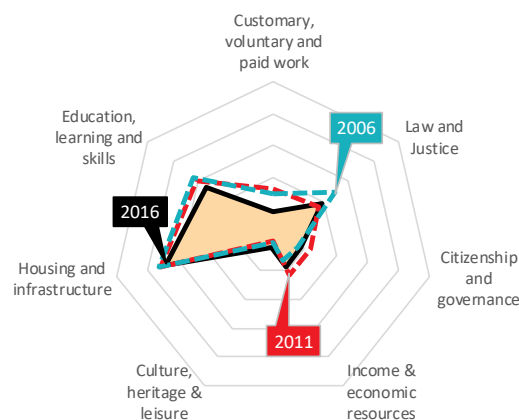 Customary,
voluntary and
paid work
2006
Law and
Justice
Education,
learning and
skills
2016
Citizenship
and
governance
Housing and
infrastructure
2011
Culture,
heritage &
leisure
Income &
economic
resources